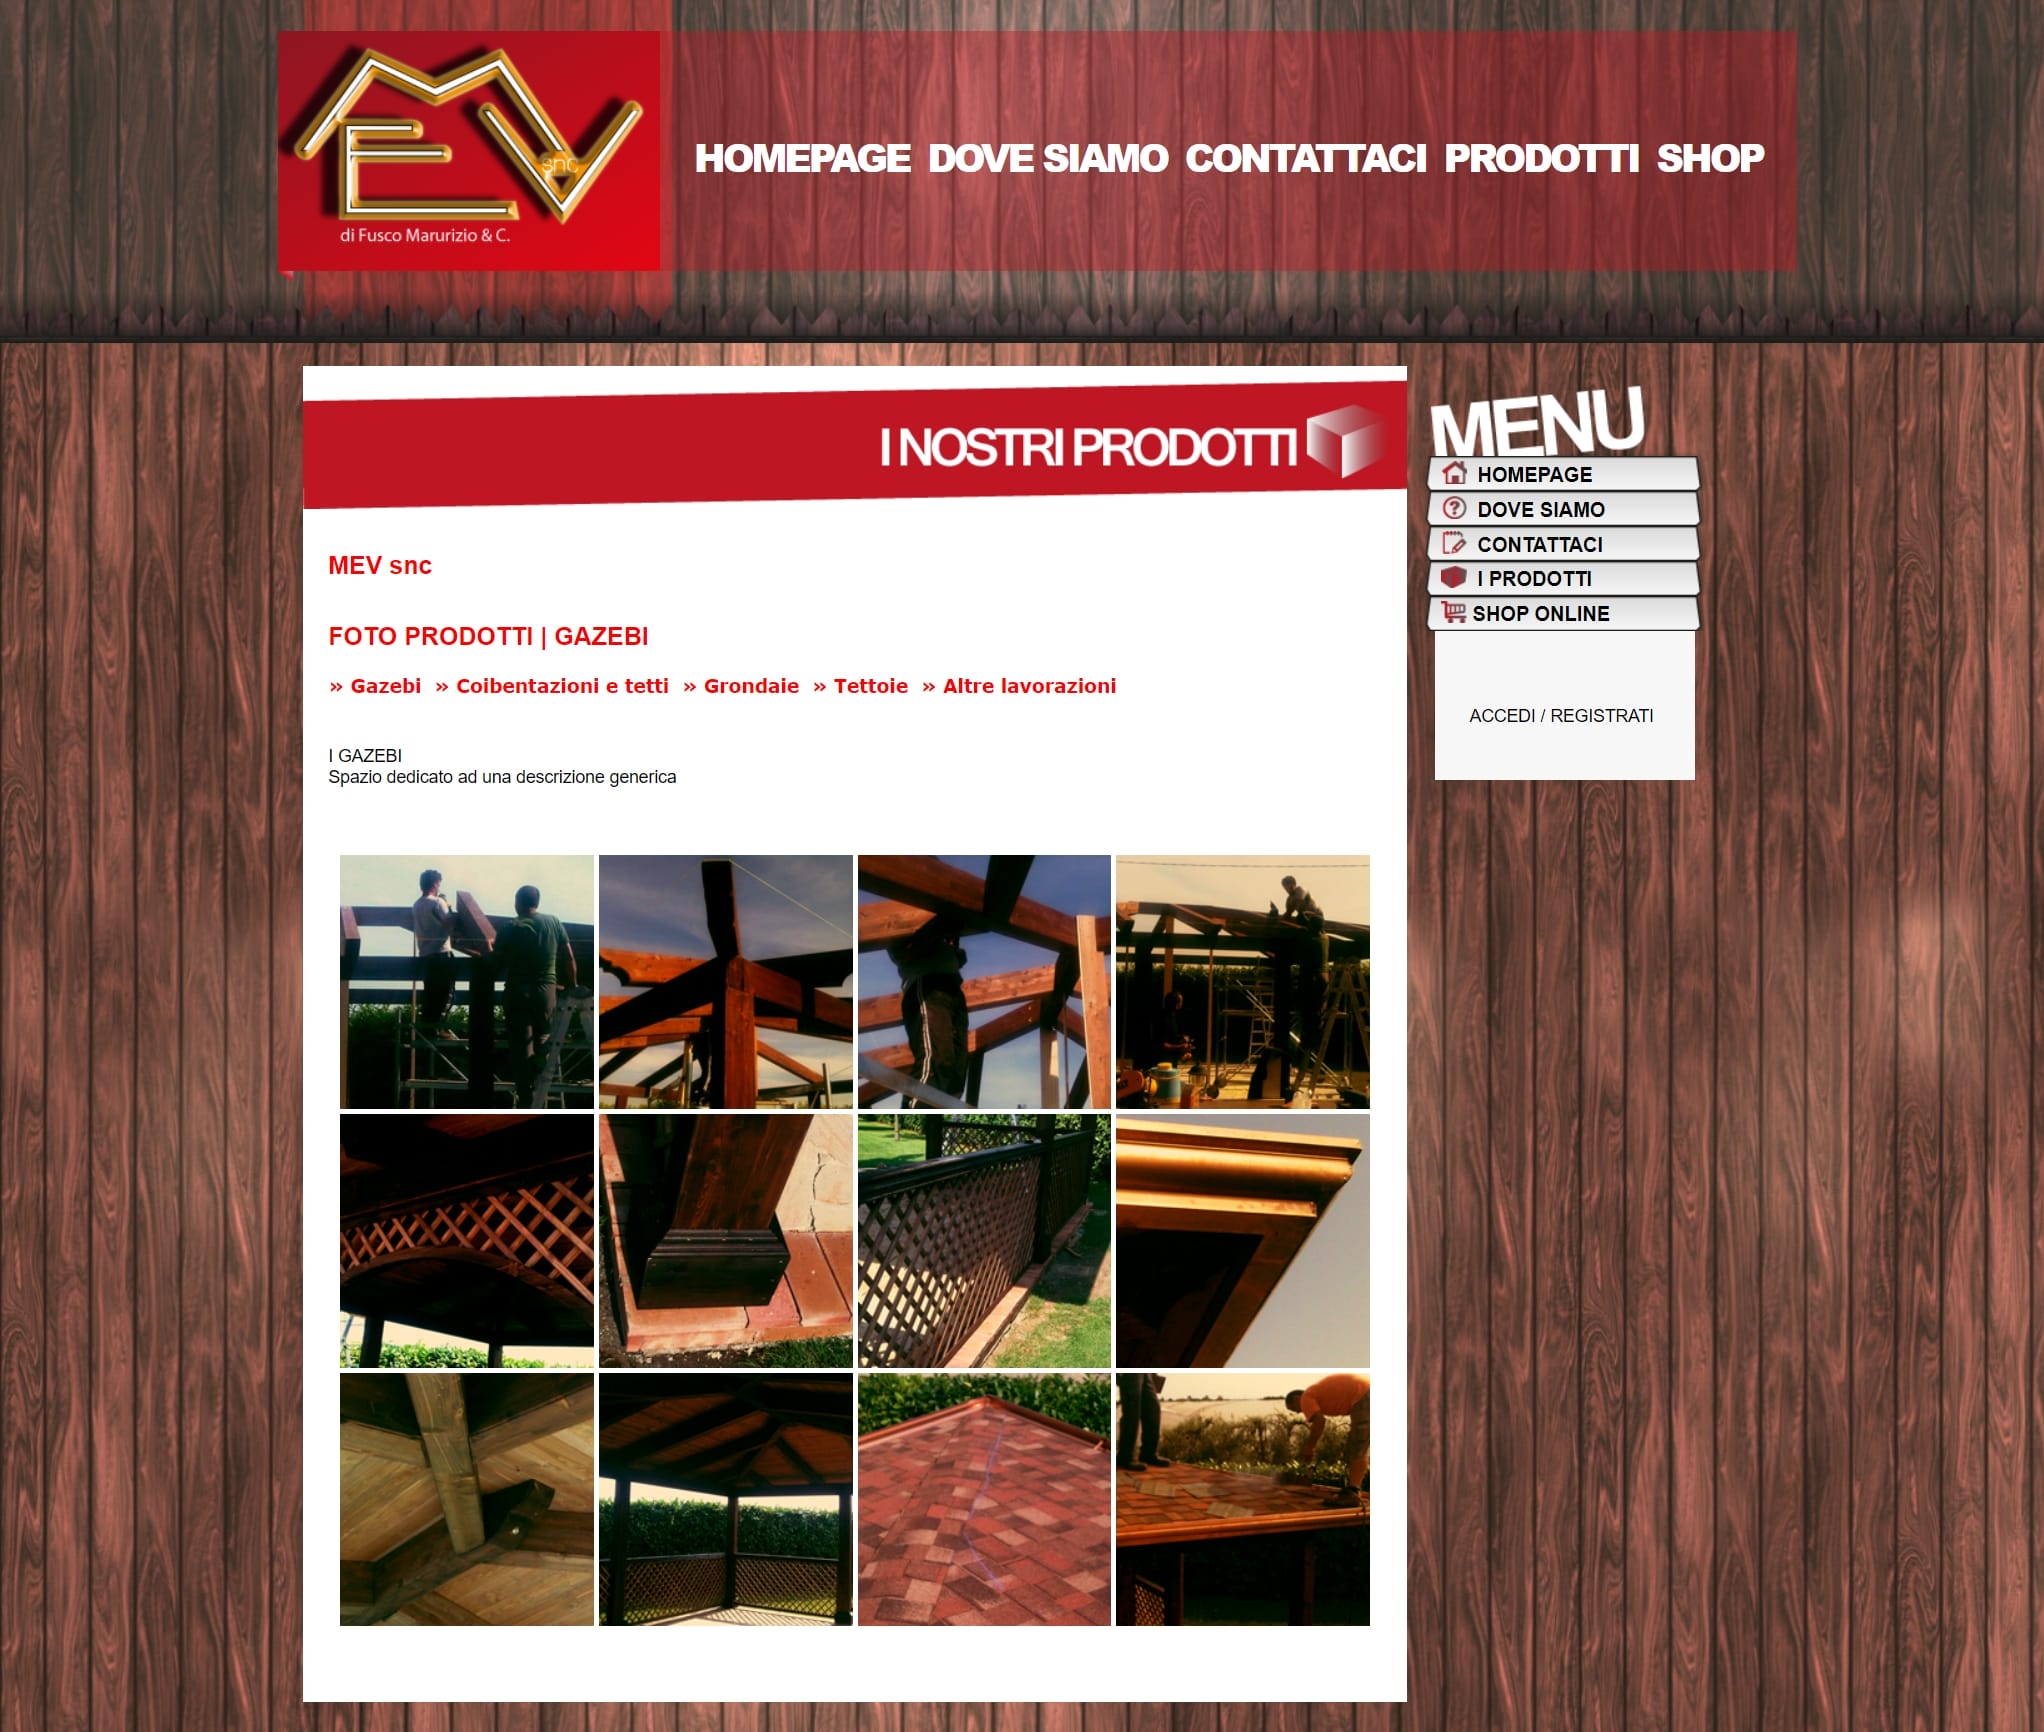 MEV
snc
di Fusco Marurizio & C.
HOMEPAGE DOVE SIAMO CONTATTACI PRODOTTI SHOP
I NOSTRI PRODOTTI
MENU
HOMEPAGE
DOVE SIAMO
CONTATTACI
I PRODOTTI
SHOP ONLINE
ACCEDI / REGISTRATI
MEV snc
FOTO PRODOTTI | GAZEBI
» Gazebi » Coibentazioni e tetti » Grondaie » Tettoie » Altre lavorazioni
I GAZEBI
Spazio dedicato ad una descrizione generica